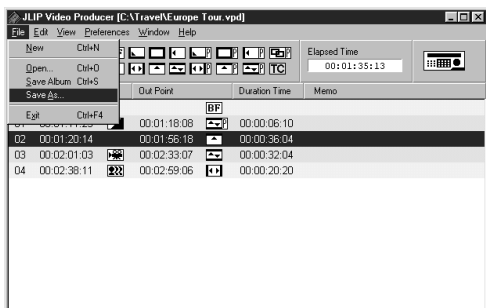 JLIP Video Producer [C:\Travel\Europe Tour.vpd]
File Edit View Preferences Window Help
New Ctrl+N
Open... Ctrl+O
Save Album Ctrl+S
Save As...
Exit Ctrl+F4
Elapsed Time
00:01:35:13
TC
Out Point Duration Time Memo
BF
00:01:18:08 00:00:06:10
02 00:01:20:14 00:01:56:18 00:00:36:04
03 00:02:01:03 00:02:33:07 00:00:32:04
04 00:02:38:11 00:02:59:06 00:00:20:20